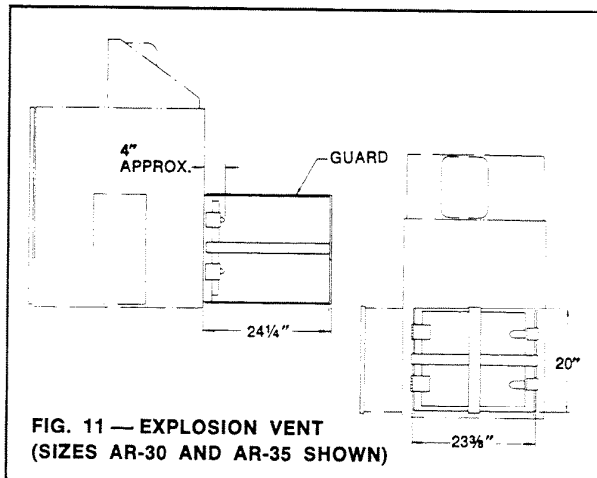 4"
APPROX.
GUARD
24¼"
20"
23⅜"
FIG. 11 — EXPLOSION VENT
(SIZES AR-30 AND AR-35 SHOWN)